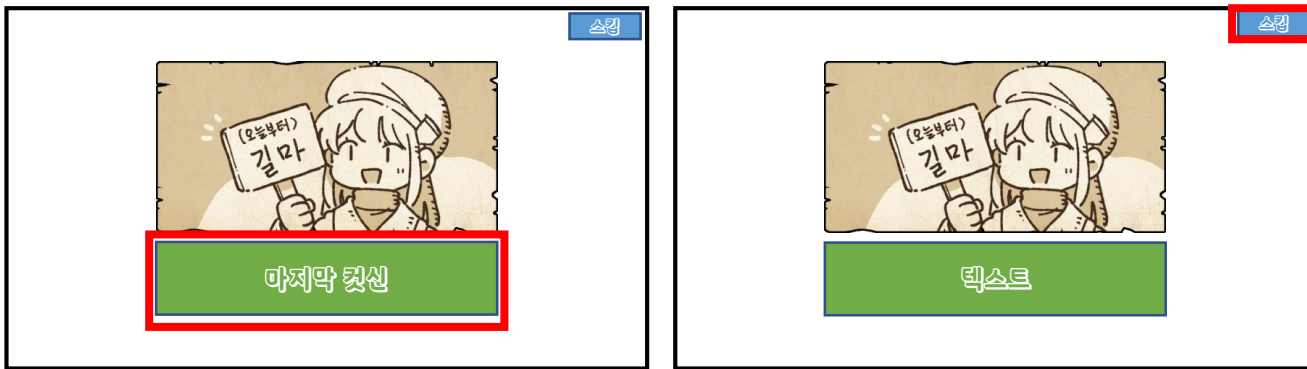 스킵
(오늘부터)
길마
마지막 컷신
스킵
(오늘부터)
길마
텍스트